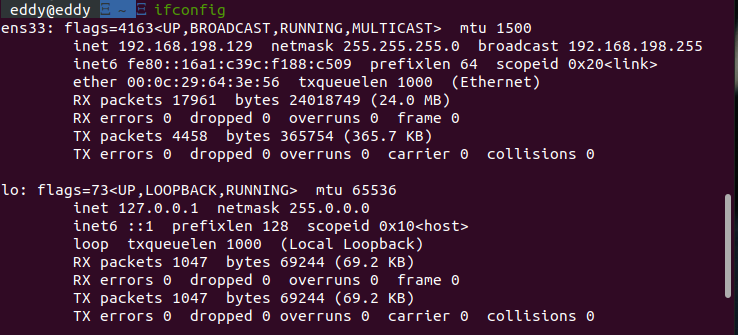 eddy@eddy ~ ifconfig
ens33: flags=4163<UP,BROADCAST,RUNNING,MULTICAST>  mtu 1500
        inet 192.168.198.129  netmask 255.255.255.0  broadcast 192.168.198.255
        inet6 fe80::16a1:c39c:f188:c509  prefixlen 64  scopeid 0x20<link>
        ether 00:0c:29:64:3e:56  txqueuelen 1000  (Ethernet)
        RX packets 17961  bytes 24018749 (24.0 MB)
        RX errors 0  dropped 0  overruns 0  frame 0
        TX packets 4458  bytes 365754 (365.7 KB)
        TX errors 0  dropped 0 overruns 0  carrier 0  collisions 0
lo: flags=73<UP,LOOPBACK,RUNNING>  mtu 65536
        inet 127.0.0.1  netmask 255.0.0.0
        inet6 ::1  prefixlen 128  scopeid 0x10<host>
        loop  txqueuelen 1000  (Local Loopback)
        RX packets 1047  bytes 69244 (69.2 KB)
        RX errors 0  dropped 0  overruns 0  frame 0
        TX packets 1047  bytes 69244 (69.2 KB)
        TX errors 0  dropped 0 overruns 0  carrier 0  collisions 0